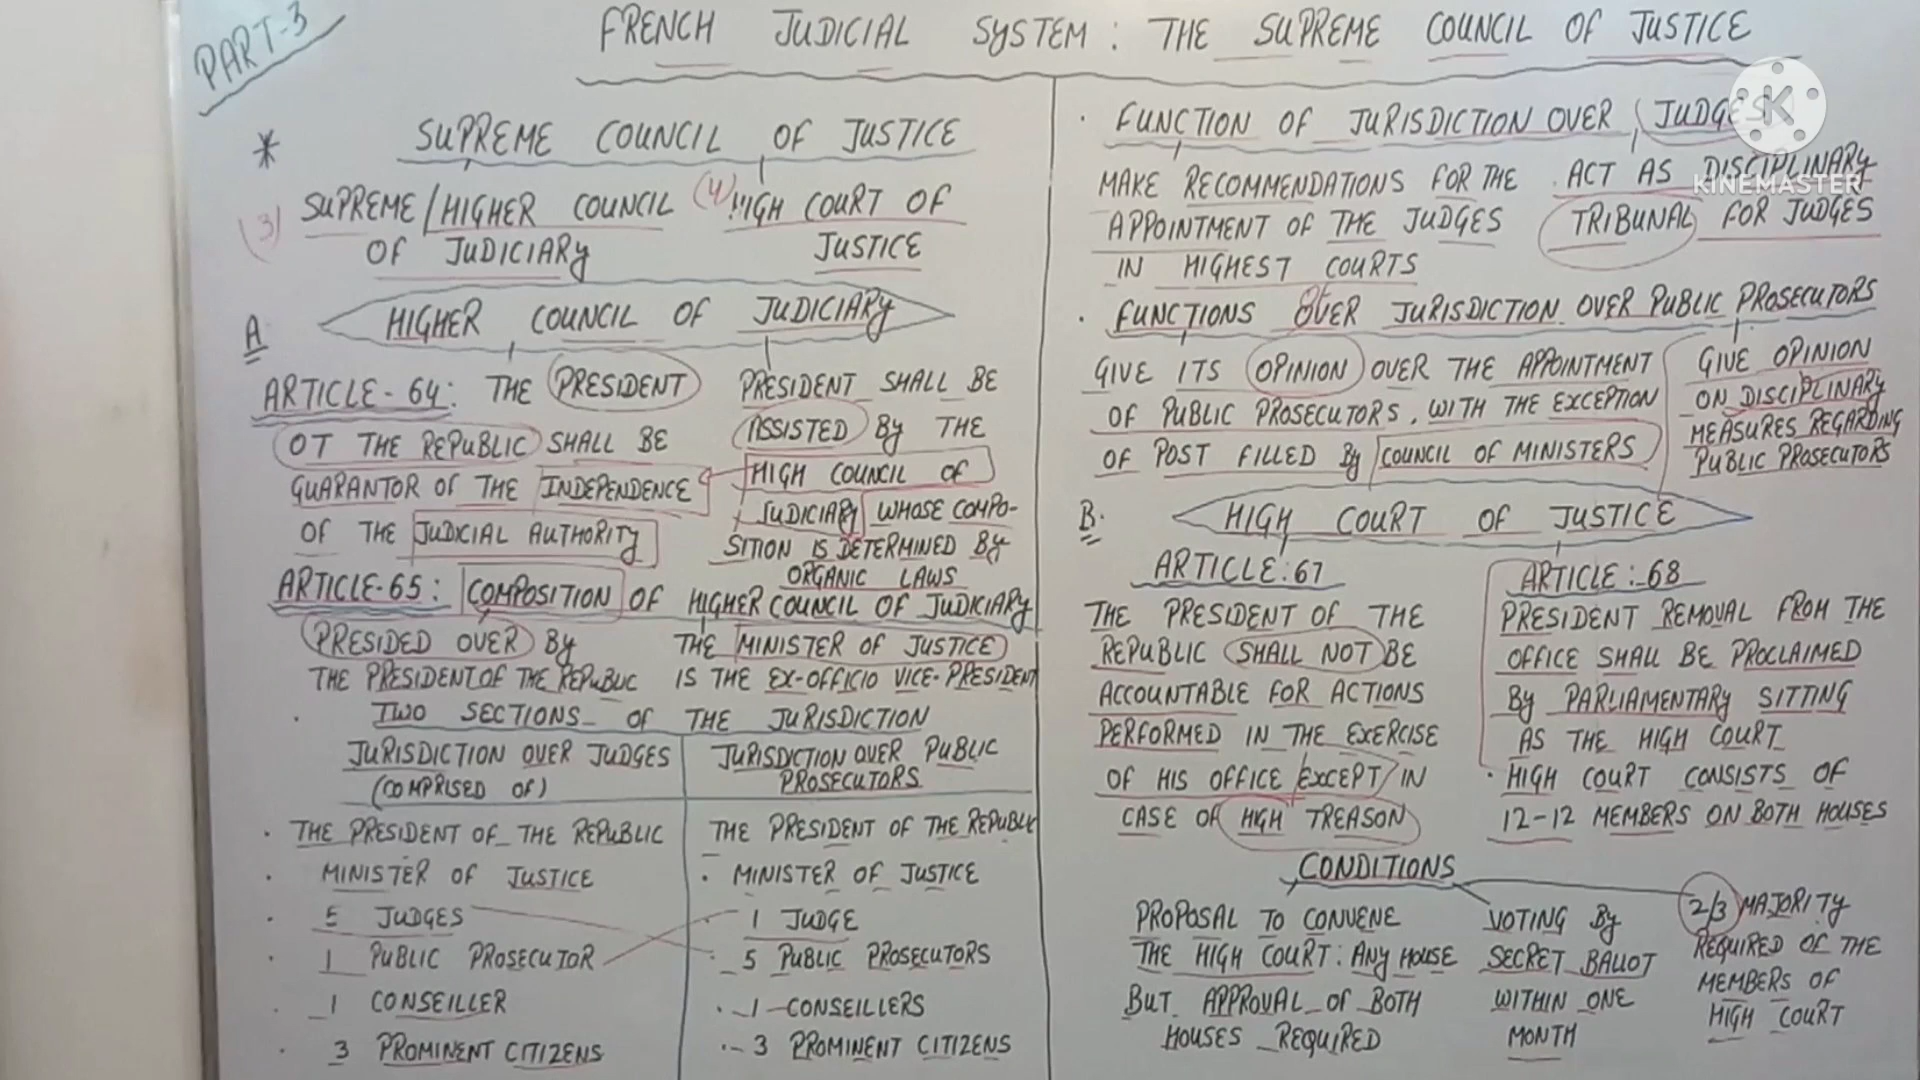 PART-3
FRENCH JUDICIAL SYSTEM: THE SUPREME COUNCIL OF JUSTICE
* SUPREME COUNCIL OF JUSTICE
(3) SUPREME/HIGHER COUNCIL
OF JUDICIARY
(4) HIGH COURT OF
JUSTICE
A. HIGHER COUNCIL OF JUDICIARY
ARTICLE-64: THE PRESIDENT
OT THE REPUBLIC SHALL BE
GUARANTOR OF THE INDEPENDENCE
OF THE JUDICIAL AUTHORITY
PRESIDENT SHALL BE
ASSISTED BY THE
HIGH COUNCIL OF
JUDICIARY WHOSE COMPO-
SITION IS DETERMINED BY
ORGANIC LAWS
ARTICLE-65: COMPOSITION OF HIGHER COUNCIL OF JUDICIARY
PRESIDED OVER BY
THE PRESIDENT OF THE REPUBLIC
THE MINISTER OF JUSTICE
IS THE EX-OFFICIO VICE-PRESIDENT
. TWO SECTIONS OF THE JURISDICTION
JURISDICTION OVER JUDGES
(COMPRISED OF)
. THE PRESIDENT OF THE REPUBLIC
. MINISTER OF JUSTICE
. 5 JUDGES
. 1 PUBLIC PROSECUTOR
. 1 CONSEILLER
. 3 PROMINENT CITIZENS
JURISDICTION OVER PUBLIC
PROSECUTORS
THE PRESIDENT OF THE REPUBLI
. MINISTER OF JUSTICE
. 1 JUDGE
. 5 PUBLIC PROSECUTORS
. 1 CONSEILLERS
. 3 PROMINENT CITIZENS
. FUNCTION OF JURISDICTION OVER JUDGES
MAKE RECOMMENDATIONS FOR THE
APPOINTMENT OF THE JUDGES
IN HIGHEST COURTS
. ACT AS DISCIPLINARY
TRIBUNAL FOR JUDGES
KINEMASTER
. FUNCTIONS OVER JURISDICTION OVER PUBLIC PROSECUTORS
GIVE ITS OPINION OVER THE APPOINTMENT
OF PUBLIC PROSECUTORS, WITH THE EXCEPTION
OF POST FILLED BY COUNCIL OF MINISTERS
GIVE OPINION
ON DISCIPLINARY
MEASURES REGARDING
PUBLIC PROSECUTORS
B. HIGH COURT OF JUSTICE
ARTICLE:67
THE PRESIDENT OF THE
REPUBLIC SHALL NOT BE
ACCOUNTABLE FOR ACTIONS
PERFORMED IN THE EXERCISE
OF HIS OFFICE EXCEPT IN
CASE OF HIGH TREASON
ARTICLE:-68
PRESIDENT REMOVAL FROM THE
OFFICE SHALL BE PROCLAIMED
BY PARLIAMENTARY SITTING
AS THE HIGH COURT
. HIGH COURT CONSISTS OF
12-12 MEMBERS ON BOTH HOUSES
CONDITIONS
PROPOSAL TO CONVENE
THE HIGH COURT: ANY HOUSE
BUT APPROVAL OF BOTH
HOUSES REQUIRED
VOTING BY
SECRET BALLOT
WITHIN ONE
MONTH
2/3 MAJORITY
REQUIRED OF THE
MEMBERS OF
HIGH COURT